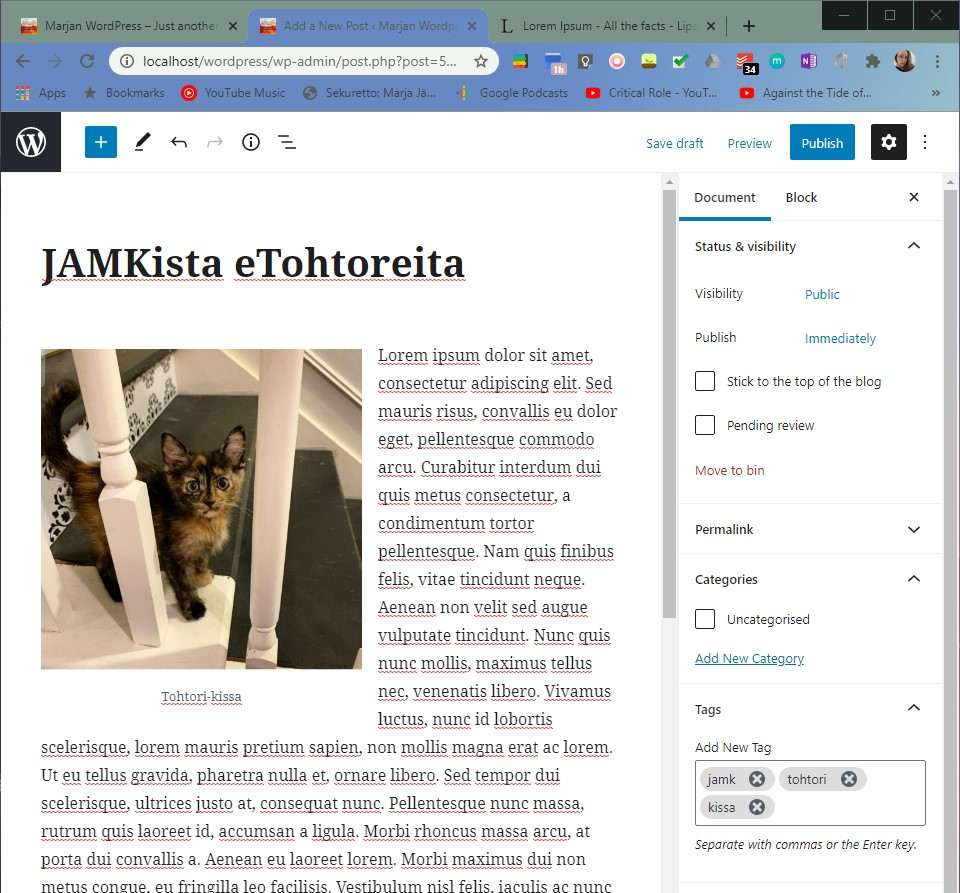 Marjan WordPress – Just another
Add a New Post ‹ Marjan Wordpr
Lorem Ipsum - All the facts - Lips
localhost/wordpress/wp-admin/post.php?post=5...
1h
34
Apps
Bookmarks
YouTube Music
Sekuretto: Marja Jä...
Google Podcasts
Critical Role - YouT...
Against the Tide of...
»
Save draft
Preview
Publish
Document
Block
JAMKista eTohtoreita
Lorem ipsum dolor sit amet,
consectetur adipiscing elit. Sed
mauris risus, convallis eu dolor
eget, pellentesque commodo
arcu. Curabitur interdum dui
quis metus consectetur, a
condimentum tortor
pellentesque. Nam quis finibus
felis, vitae tincidunt neque.
Aenean non velit sed augue
vulputate tincidunt. Nunc quis
nunc mollis, maximus tellus
nec, venenatis libero. Vivamus
luctus, nunc id lobortis
Tohtori-kissa
scelerisque, lorem mauris pretium sapien, non mollis magna erat ac lorem.
Ut eu tellus gravida, pharetra nulla et, ornare libero. Sed tempor dui
scelerisque, ultrices justo at, consequat nunc. Pellentesque nunc massa,
rutrum quis laoreet id, accumsan a ligula. Morbi rhoncus massa arcu, at
porta dui convallis a. Aenean eu laoreet lorem. Morbi maximus dui non
metus congue, eu fringilla leo facilisis. Vestibulum nisl felis, iaculis ac nunc
Status & visibility
Visibility
Public
Publish
Immediately
Stick to the top of the blog
Pending review
Move to bin
Permalink
Categories
Uncategorised
Add New Category
Tags
Add New Tag
jamk
tohtori
kissa
Separate with commas or the Enter key.